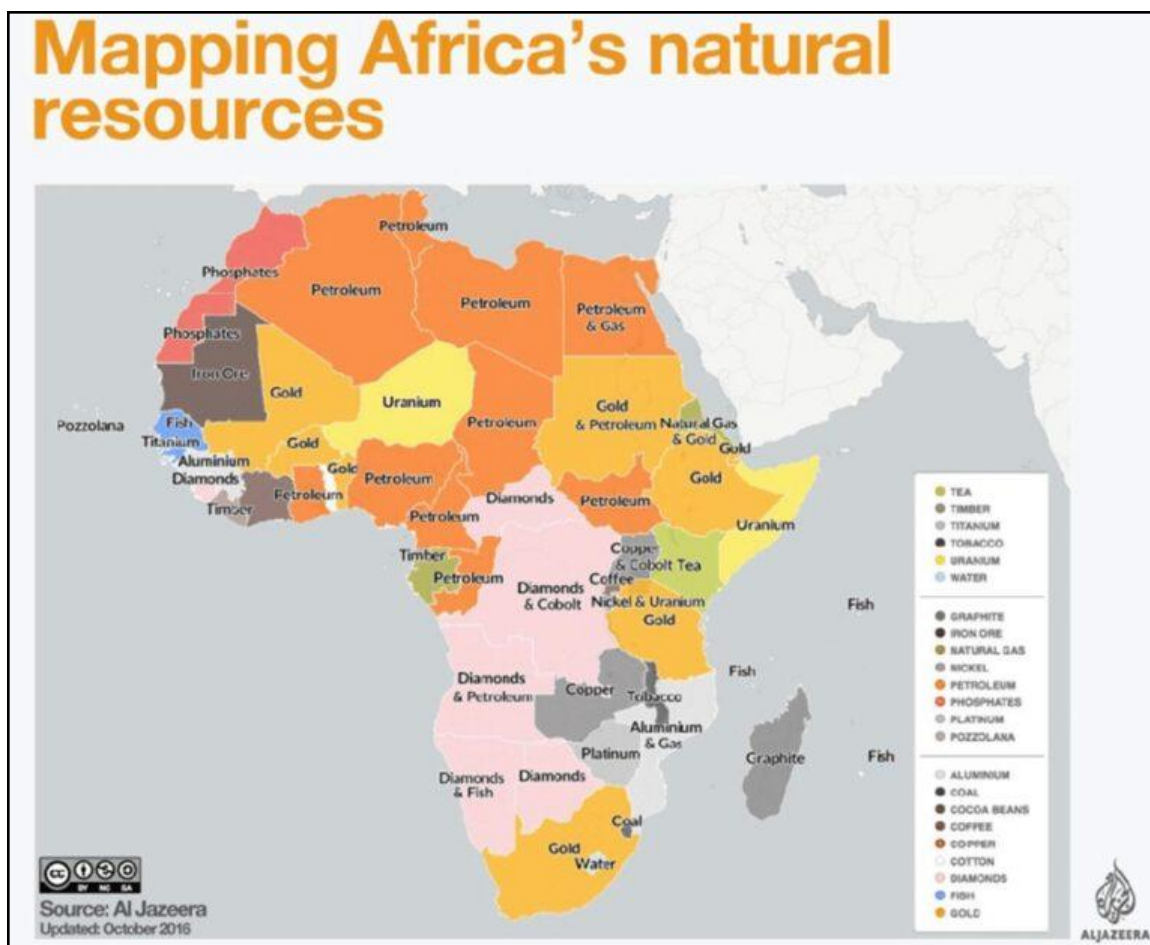 Mapping Africa's natural
resources
Petroleum
Phosphates
Petroleum
Petroleum
Petroleum
& Gas
Phosphates
Iron Ore
Gold
Uranium
Petroleum
Gold
& Petroleum
Natural Gas
& Gold
Gold
Pozzolana
Fish
Titanium
Gold
Gold
Petroleum
Gold
Aluminium
Diamonds
Timber
Petroleum
Petroleum
Diamonds
Petroleum
Uranium
Timber
Petroleum
Diamonds
& Cobolt
Copper
& Cobolt Tea
Coffee
Nickel & Uranium
Gold
Fish
Fish
Diamonds
& Petroleum
Copper
Tobacco
Aluminium
& Gas
Platinum
Graphite
Fish
Diamonds
& Fish
Diamonds
Coal
Gold
Water
TEA
TIMBER
TITANIUM
TOBACCO
URANIUM
WATER
GRAPHITE
IRON ORE
NATURAL GAS
NICKEL
PETROLEUM
PHOSPHATES
PLATINUM
POZZOLANA
ALUMINIUM
COAL
COCOA BEANS
COFFEE
COPPER
COTTON
DIAMONDS
FISH
GOLD
cc
BY NC SA
Source: Al Jazeera
Updated: October 2016
ALJAZEERA